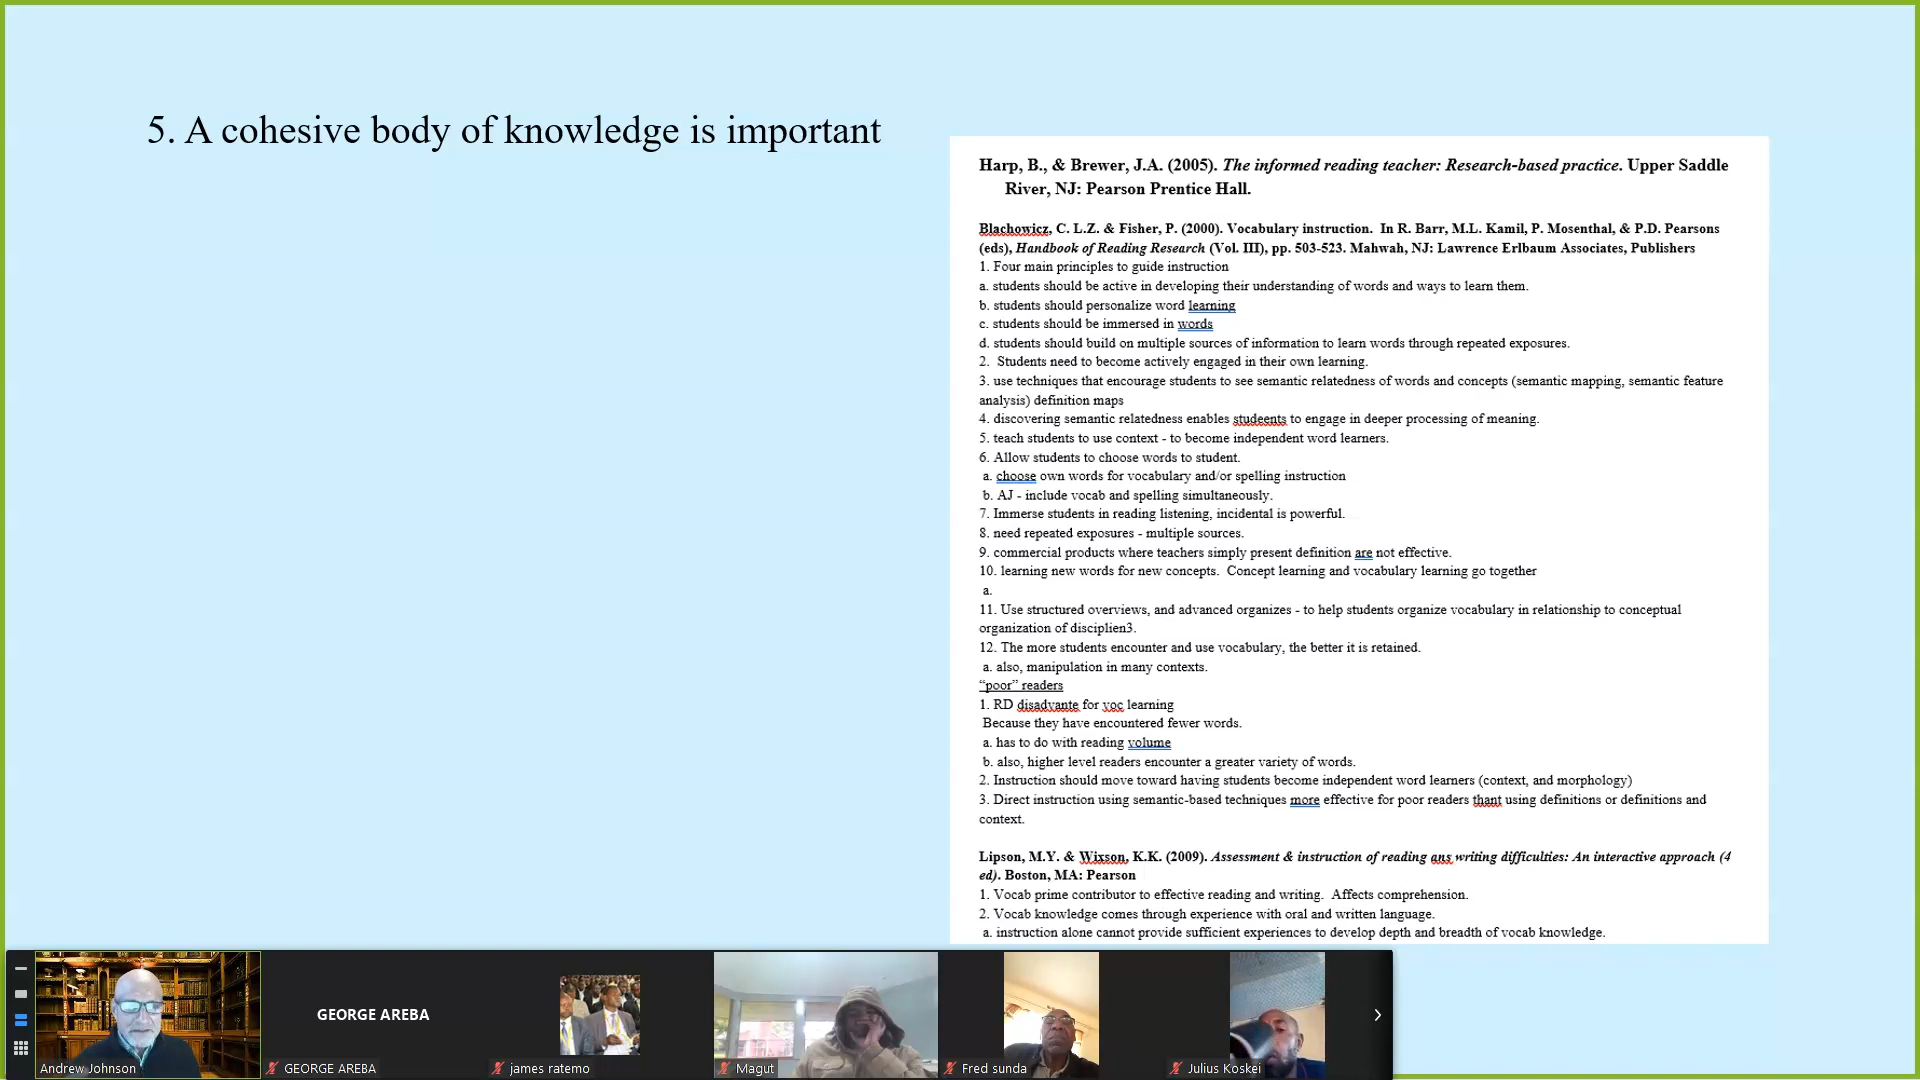 5. A cohesive body of knowledge is important
Harp, B., & Brewer, J.A. (2005). The informed reading teacher: Research-based practice. Upper Saddle
River, NJ: Pearson Prentice Hall.
Blachowicz, C. L.Z. & Fisher, P. (2000). Vocabulary instruction.  In R. Barr, M.L. Kamil, P. Mosenthal, & P.D. Pearsons
(eds), Handbook of Reading Research (Vol. III), pp. 503-523. Mahwah, NJ: Lawrence Erlbaum Associates, Publishers
1. Four main principles to guide instruction
a. students should be active in developing their understanding of words and ways to learn them.
b. students should personalize word learning
c. students should be immersed in words
d. students should build on multiple sources of information to learn words through repeated exposures.
2.  Students need to become actively engaged in their own learning.
3. use techniques that encourage students to see semantic relatedness of words and concepts (semantic mapping, semantic feature
analysis) definition maps
4. discovering semantic relatedness enables studeents to engage in deeper processing of meaning.
5. teach students to use context - to become independent word learners.
6. Allow students to choose words to student.
a. choose own words for vocabulary and/or spelling instruction
b. AJ - include vocab and spelling simultaneously.
7. Immerse students in reading listening, incidental is powerful.
8. need repeated exposures - multiple sources.
9. commercial products where teachers simply present definition are not effective.
10. learning new words for new concepts.  Concept learning and vocabulary learning go together
a.
11. Use structured overviews, and advanced organizes - to help students organize vocabulary in relationship to conceptual
organization of disciplien3.
12. The more students encounter and use vocabulary, the better it is retained.
a. also, manipulation in many contexts.
“poor” readers
1. RD disadvante for voc learning
Because they have encountered fewer words.
a. has to do with reading volume
b. also, higher level readers encounter a greater variety of words.
2. Instruction should move toward having students become independent word learners (context, and morphology)
3. Direct instruction using semantic-based techniques more effective for poor readers thant using definitions or definitions and
context.
Lipson, M.Y. & Wixson, K.K. (2009). Assessment & instruction of reading ans writing difficulties: An interactive approach (4
ed). Boston, MA: Pearson
1. Vocab prime contributor to effective reading and writing.  Affects comprehension.
2. Vocab knowledge comes through experience with oral and written language.
a. instruction alone cannot provide sufficient experiences to develop depth and breadth of vocab knowledge.
GEORGE AREBA
Andrew Johnson
GEORGE AREBA
james ratemo
Magut
Fred sunda
Julius Koskei